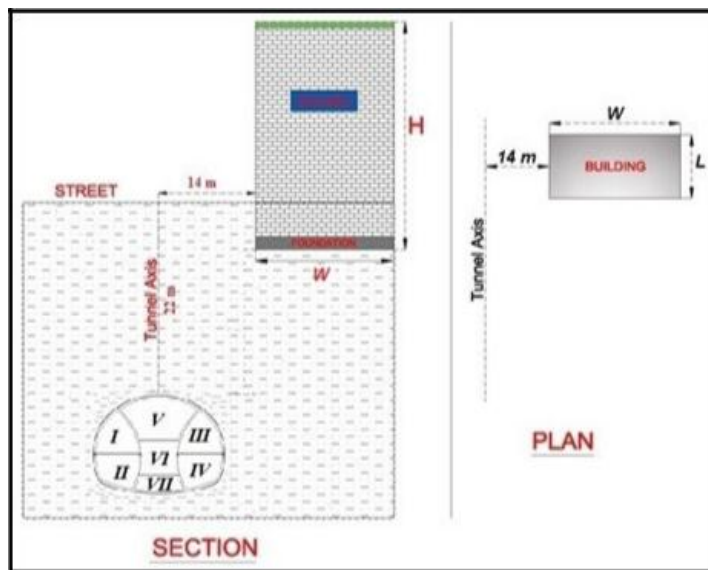 H
14 m
STREET
Tunnel Axis
22 m
FOUNDATION
W
I
II
III
IV
V
VI
VII
SECTION
W
14 m
BUILDING
L
Tunnel Axis
PLAN